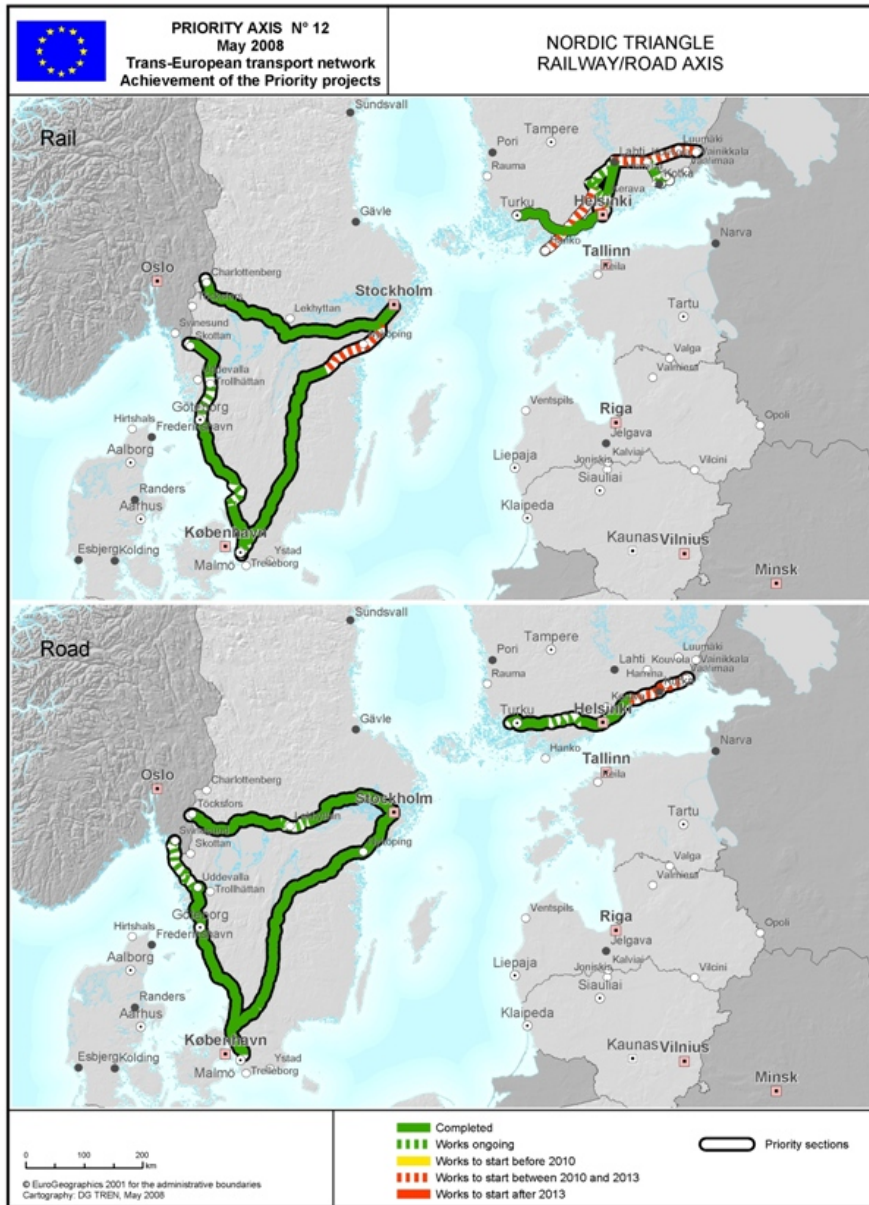 PRIORITY AXIS N° 12
May 2008
Trans-European transport network
Achievement of the Priority projects
NORDIC TRIANGLE
RAILWAY/ROAD AXIS
Rail
Sundsvall
Tampere
Pori
Rauma
Lahti
Luumäki
Vainikkala
Vaalimaa
Kotka
Kerava
Turku
Helsinki
Hanko
Gävle
Narva
Tallinn
Keila
Oslo
Charlottenberg
Töcksfors
Stockholm
Lekhyttan
Svinesund
Skottan
Tartu
Valga
Valmiera
Uddevalla
Trollhättan
Göteborg
Hirtshals
Frederikshavn
Aalborg
Ventspils
Riga
Jelgava
Opoli
Liepaja
Joniskis
Kalviai
Vilcini
Siauliai
Randers
Aarhus
Klaipeda
København
Kaunas
Vilnius
Esbjerg
Kolding
Malmö
Ystad
Trelleborg
Minsk
Road
Sundsvall
Tampere
Pori
Rauma
Lahti
Kouvola
Luumäki
Vainikkala
Hamina
Vaalimaa
Turku
Helsinki
Hanko
Gävle
Narva
Tallinn
Keila
Oslo
Charlottenberg
Töcksfors
Stockholm
Lekhyttan
Svinesund
Skottan
Tartu
Valga
Valmiera
Uddevalla
Trollhättan
Göteborg
Hirtshals
Frederikshavn
Aalborg
Ventspils
Riga
Jelgava
Opoli
Liepaja
Joniskis
Kalviai
Vilcini
Siauliai
Randers
Aarhus
Klaipeda
København
Kaunas
Vilnius
Esbjerg
Kolding
Malmö
Ystad
Trelleborg
Minsk
Completed
Works ongoing
Works to start before 2010
Works to start between 2010 and 2013
Works to start after 2013
Priority sections
0 100 200
km
© EuroGeographics 2001 for the administrative boundaries
Cartography: DG TREN, May 2008